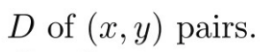 D of (x, y) pairs.